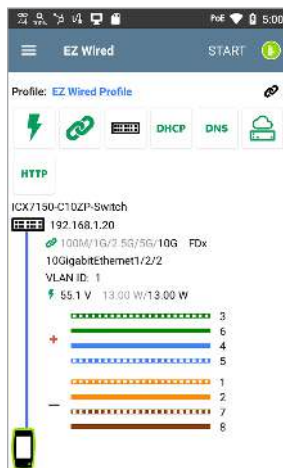 PoE 5:00
EZ Wired START
Profile: EZ Wired Profile
DHCP DNS
HTTP
ICX7150-C10ZP-Switch
192.168.1.20
100M/1G/2.5G/5G/10G FDx
10GigabitEthernet1/2/2
VLAN ID: 1
55.1 V 13.00 W/13.00 W
3
6
+ 4
5
1
2
— 7
8